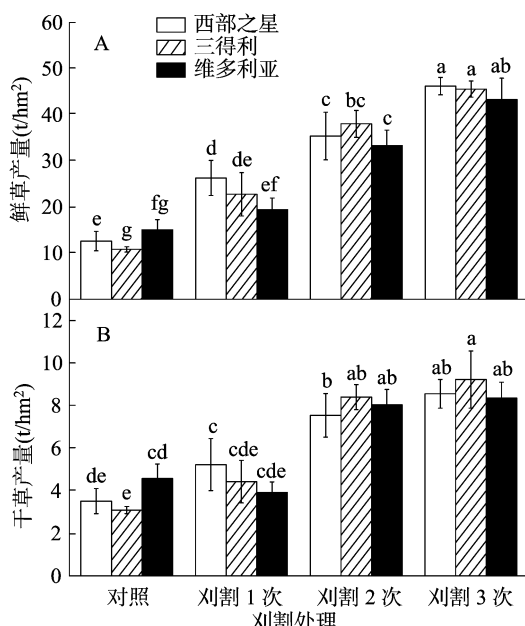 60
50
40
30
20
10
0
鲜草产量(t/hm²)
A
西部之星
三得利
维多利亚
e g fg
d de ef
c bc c
a a ab
14
12
10
8
6
4
2
0
干草产量(t/hm²)
B
de e cd
c cde cde
b ab ab
ab a ab
对照 刈割 1 次 刈割 2 次 刈割 3 次
刈割处理